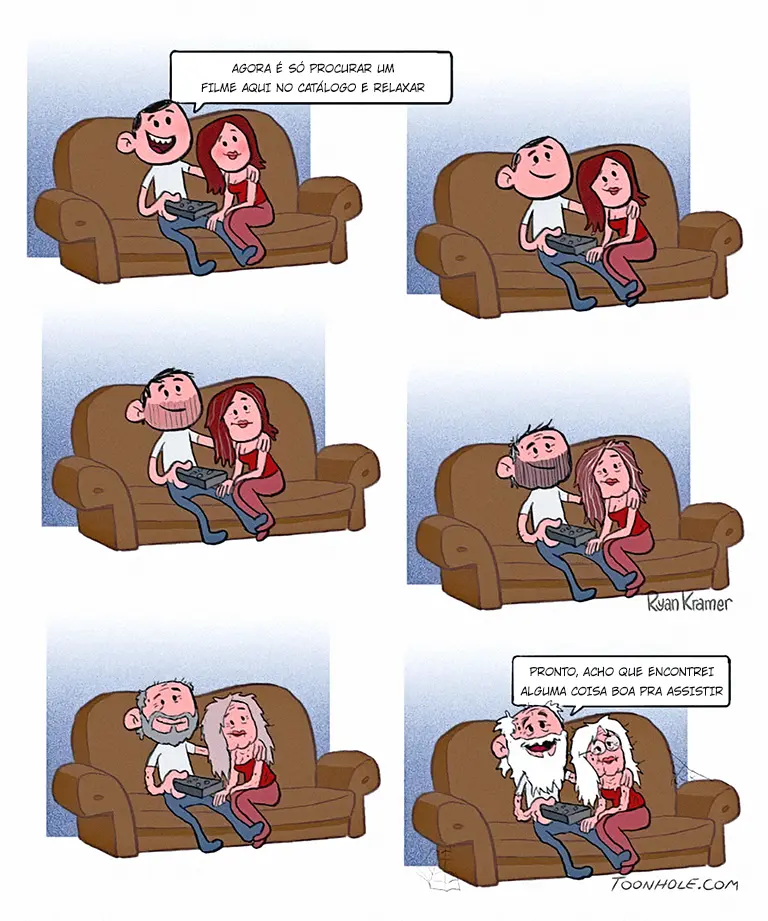 AGORA É SÓ PROCURAR UM
FILME AQUI NO CATÁLOGO E RELAXAR
Ryan Kramer
PRONTO, ACHO QUE ENCONTREI
ALGUMA COISA BOA PRA ASSISTIR
TOONHOLE.COM